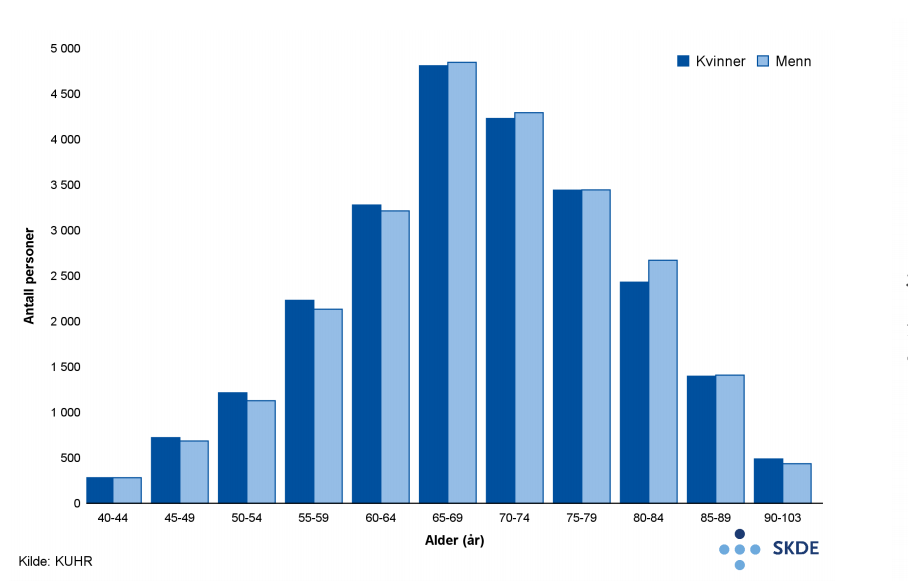 5 000
Kvinner Menn
4 500
4 000
3 500
3 000
2 500
2 000
1 500
1 000
500
0
Antall personer
40-44 45-49 50-54 55-59 60-64 65-69 70-74 75-79 80-84 85-89 90-103
Alder (år)
SKDE
Kilde: KUHR